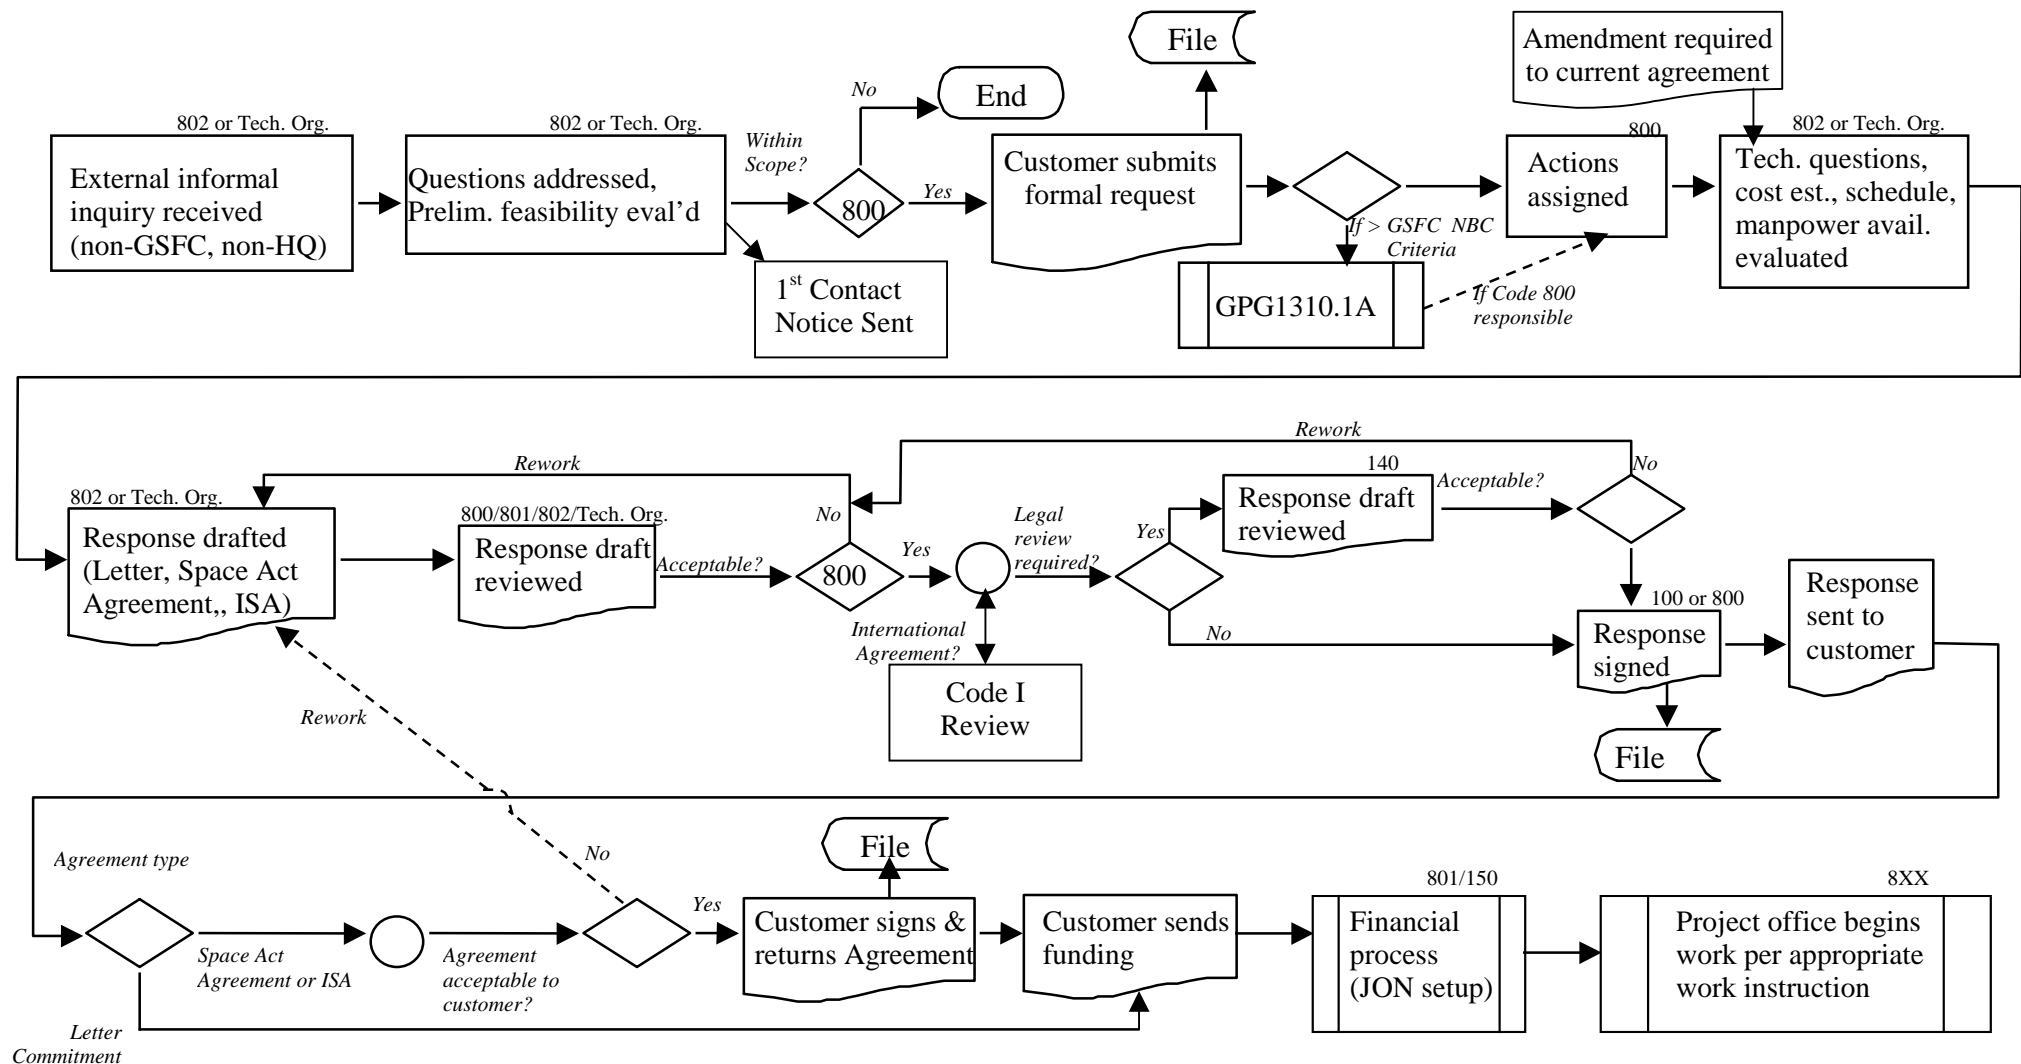 File
Amendment required
to current agreement
No
End
802 or Tech. Org.
External informal
inquiry received
(non-GSFC, non-HQ)
802 or Tech. Org.
Questions addressed,
Prelim. feasibility eval’d
Within
Scope?
800
Yes
1st Contact
Notice Sent
Customer submits
formal request
If > GSFC NBC
Criteria
GPG1310.1A
If Code 800
responsible
800
Actions
assigned
802 or Tech. Org.
Tech. questions,
cost est., schedule,
manpower avail.
evaluated
Rework
Rework
802 or Tech. Org.
Response drafted
(Letter, Space Act
Agreement,, ISA)
800/801/802/Tech. Org.
Response draft
reviewed
Acceptable?
No
800
Yes
International
Agreement?
Code I
Review
Legal
review
required?
Yes
No
140
Response draft
reviewed
Acceptable?
No
100 or 800
Response
signed
File
Response
sent to
customer
Rework
Agreement type
Space Act
Agreement or ISA
Letter
Commitment
Agreement
acceptable to
customer?
No
Yes
File
Customer signs &
returns Agreement
Customer sends
funding
801/150
Financial
process
(JON setup)
8XX
Project office begins
work per appropriate
work instruction